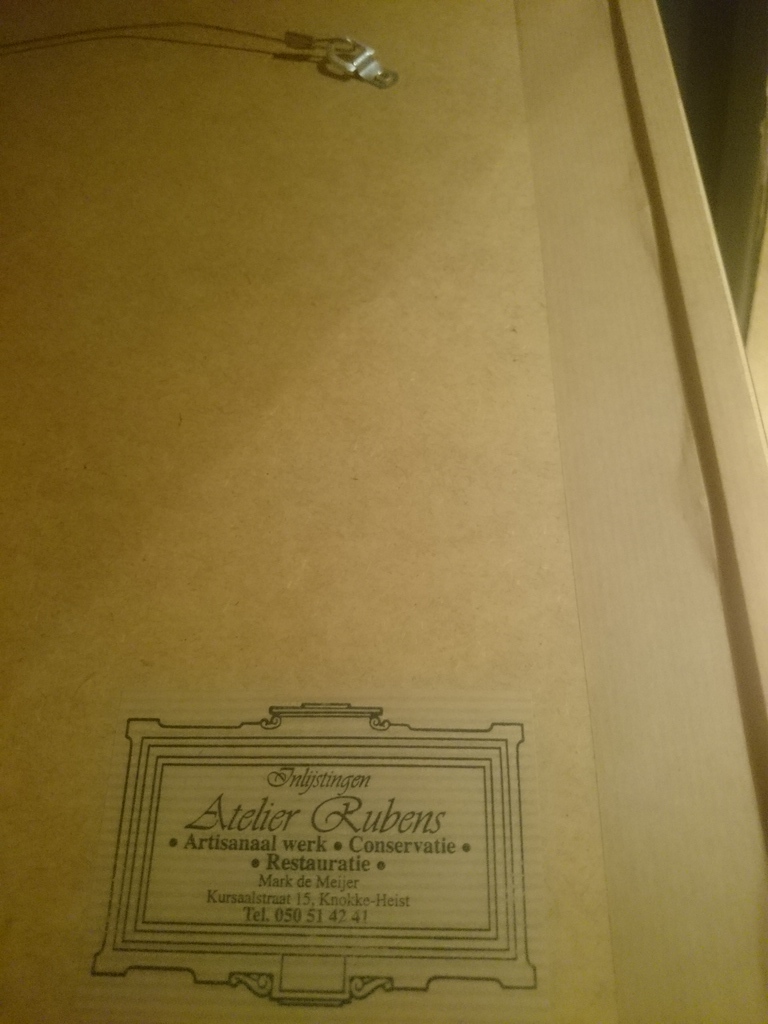 Inlijstingen
Atelier Rubens
• Artisanaal werk • Conservatie •
• Restauratie •
Mark de Meijer
Kursaalstraat 15, Knokke-Heist
Tel. 050 51 42 41